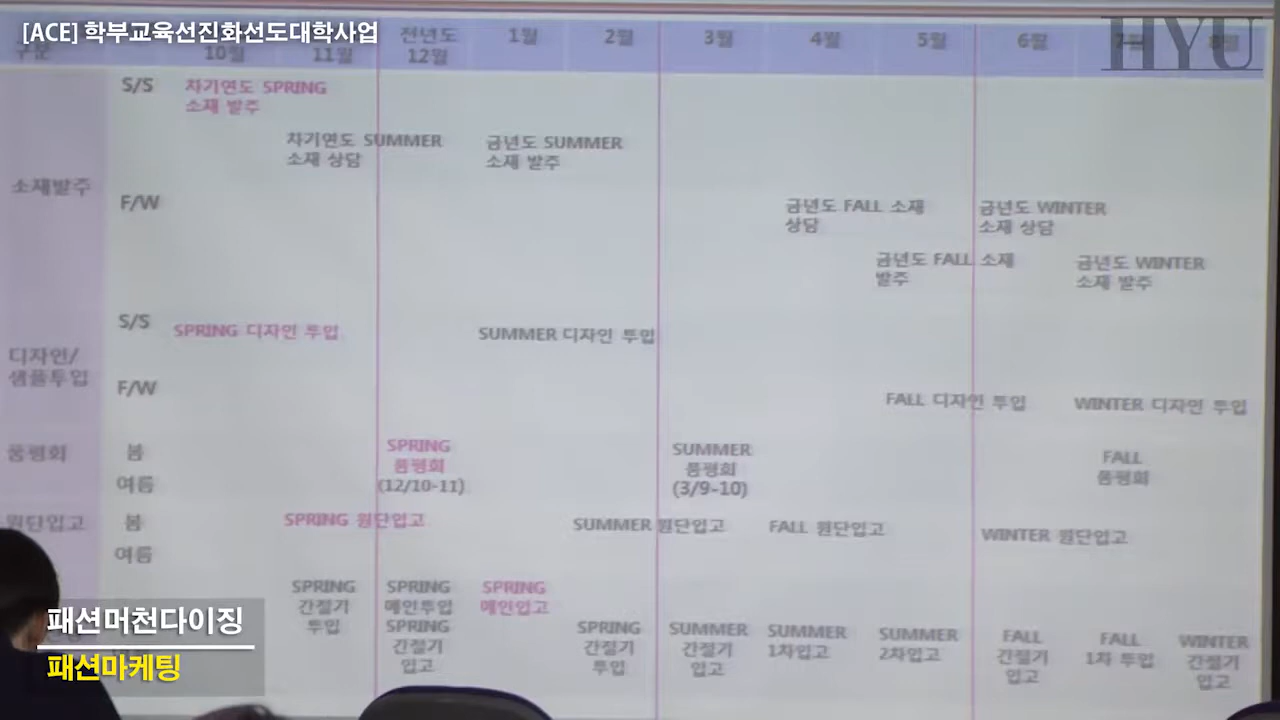 [ACE] 학부교육선진화선도대학사업
HYU
구분 10월 11월 전년도 12월 1월 2월 3월 4월 5월 6월
소재발주
S/S 차기연도 SPRING
소재 발주
차기연도 SUMMER 금년도 SUMMER
소재 상담 소재 발주
F/W 금년도 FALL 소재 금년도 WINTER
상담 소재 상담
금년도 FALL 소재 금년도 WINTER
발주 소재 발주
디자인/
샘플투입
S/S SPRING 디자인 투입 SUMMER 디자인 투입
F/W FALL 디자인 투입 WINTER 디자인 투입
품평회 봄 SPRING SUMMER FALL
품평회 품평회 품평회
여름 (12/10-11) (3/9-10)
원단입고 봄 SPRING 원단입고 SUMMER 원단입고 FALL 원단입고 WINTER 원단입고
여름
SPRING SPRING SPRING
간절기 메인투입 메인입고
투입 SPRING SPRING SUMMER SUMMER SUMMER FALL FALL WINTER
간절기 간절기 간절기 1차입고 2차입고 간절기 1차 투입 간절기
입고 투입 입고 입고 입고
패션머천다이징
패션마케팅